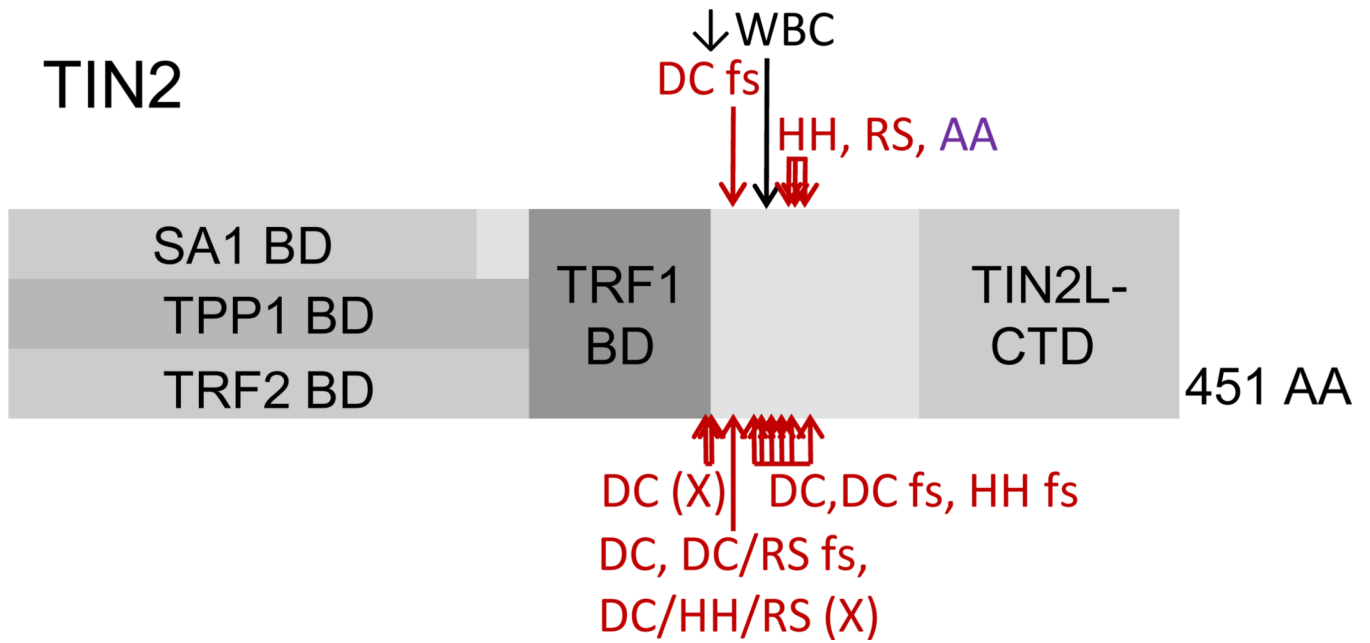 ↓WBC
TIN2
DC fs
HH, RS, AA
SA1 BD
TPP1 BD
TRF2 BD
TRF1
BD
TIN2L-
CTD
451 AA
DC (X)
DC,DC fs, HH fs
DC, DC/RS fs,
DC/HH/RS (X)